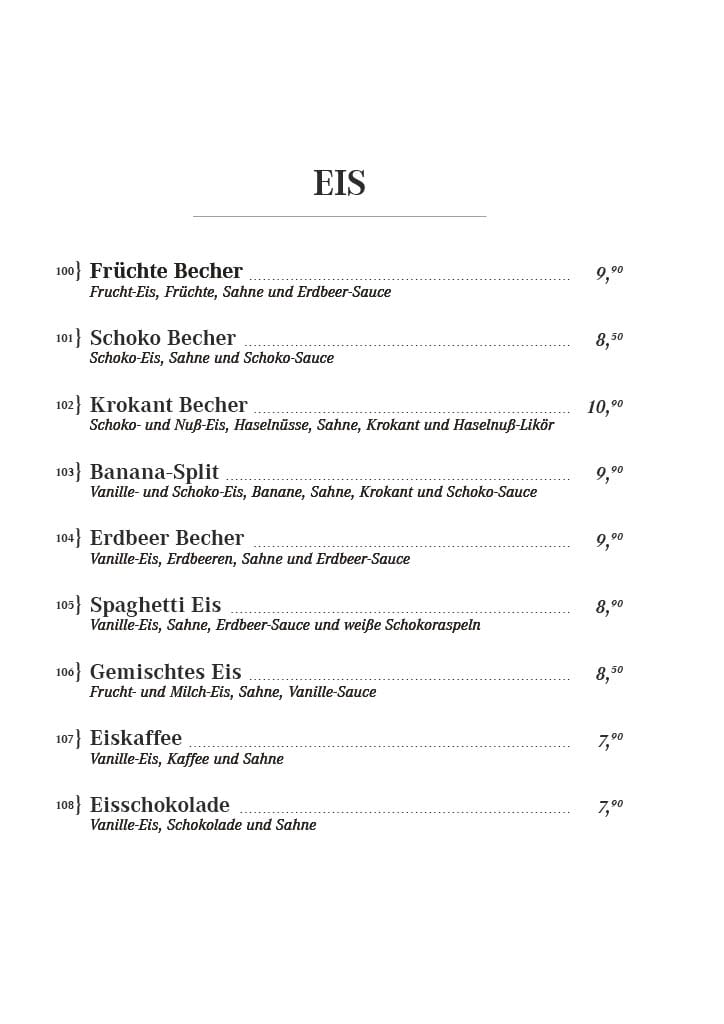 EIS
100} Früchte Becher 9,90
Frucht-Eis, Früchte, Sahne und Erdbeer-Sauce
101} Schoko Becher 8,50
Schoko-Eis, Sahne und Schoko-Sauce
102} Krokant Becher 10,90
Schoko- und Nuß-Eis, Haselnüsse, Sahne, Krokant und Haselnuß-Likör
103} Banana-Split 9,90
Vanille- und Schoko-Eis, Banane, Sahne, Krokant und Schoko-Sauce
104} Erdbeer Becher 9,90
Vanille-Eis, Erdbeeren, Sahne und Erdbeer-Sauce
105} Spaghetti Eis 8,90
Vanille-Eis, Sahne, Erdbeer-Sauce und weiße Schokoraspeln
106} Gemischtes Eis 8,50
Frucht- und Milch-Eis, Sahne, Vanille-Sauce
107} Eiskaffee 7,90
Vanille-Eis, Kaffee und Sahne
108} Eisschokolade 7,90
Vanille-Eis, Schokolade und Sahne